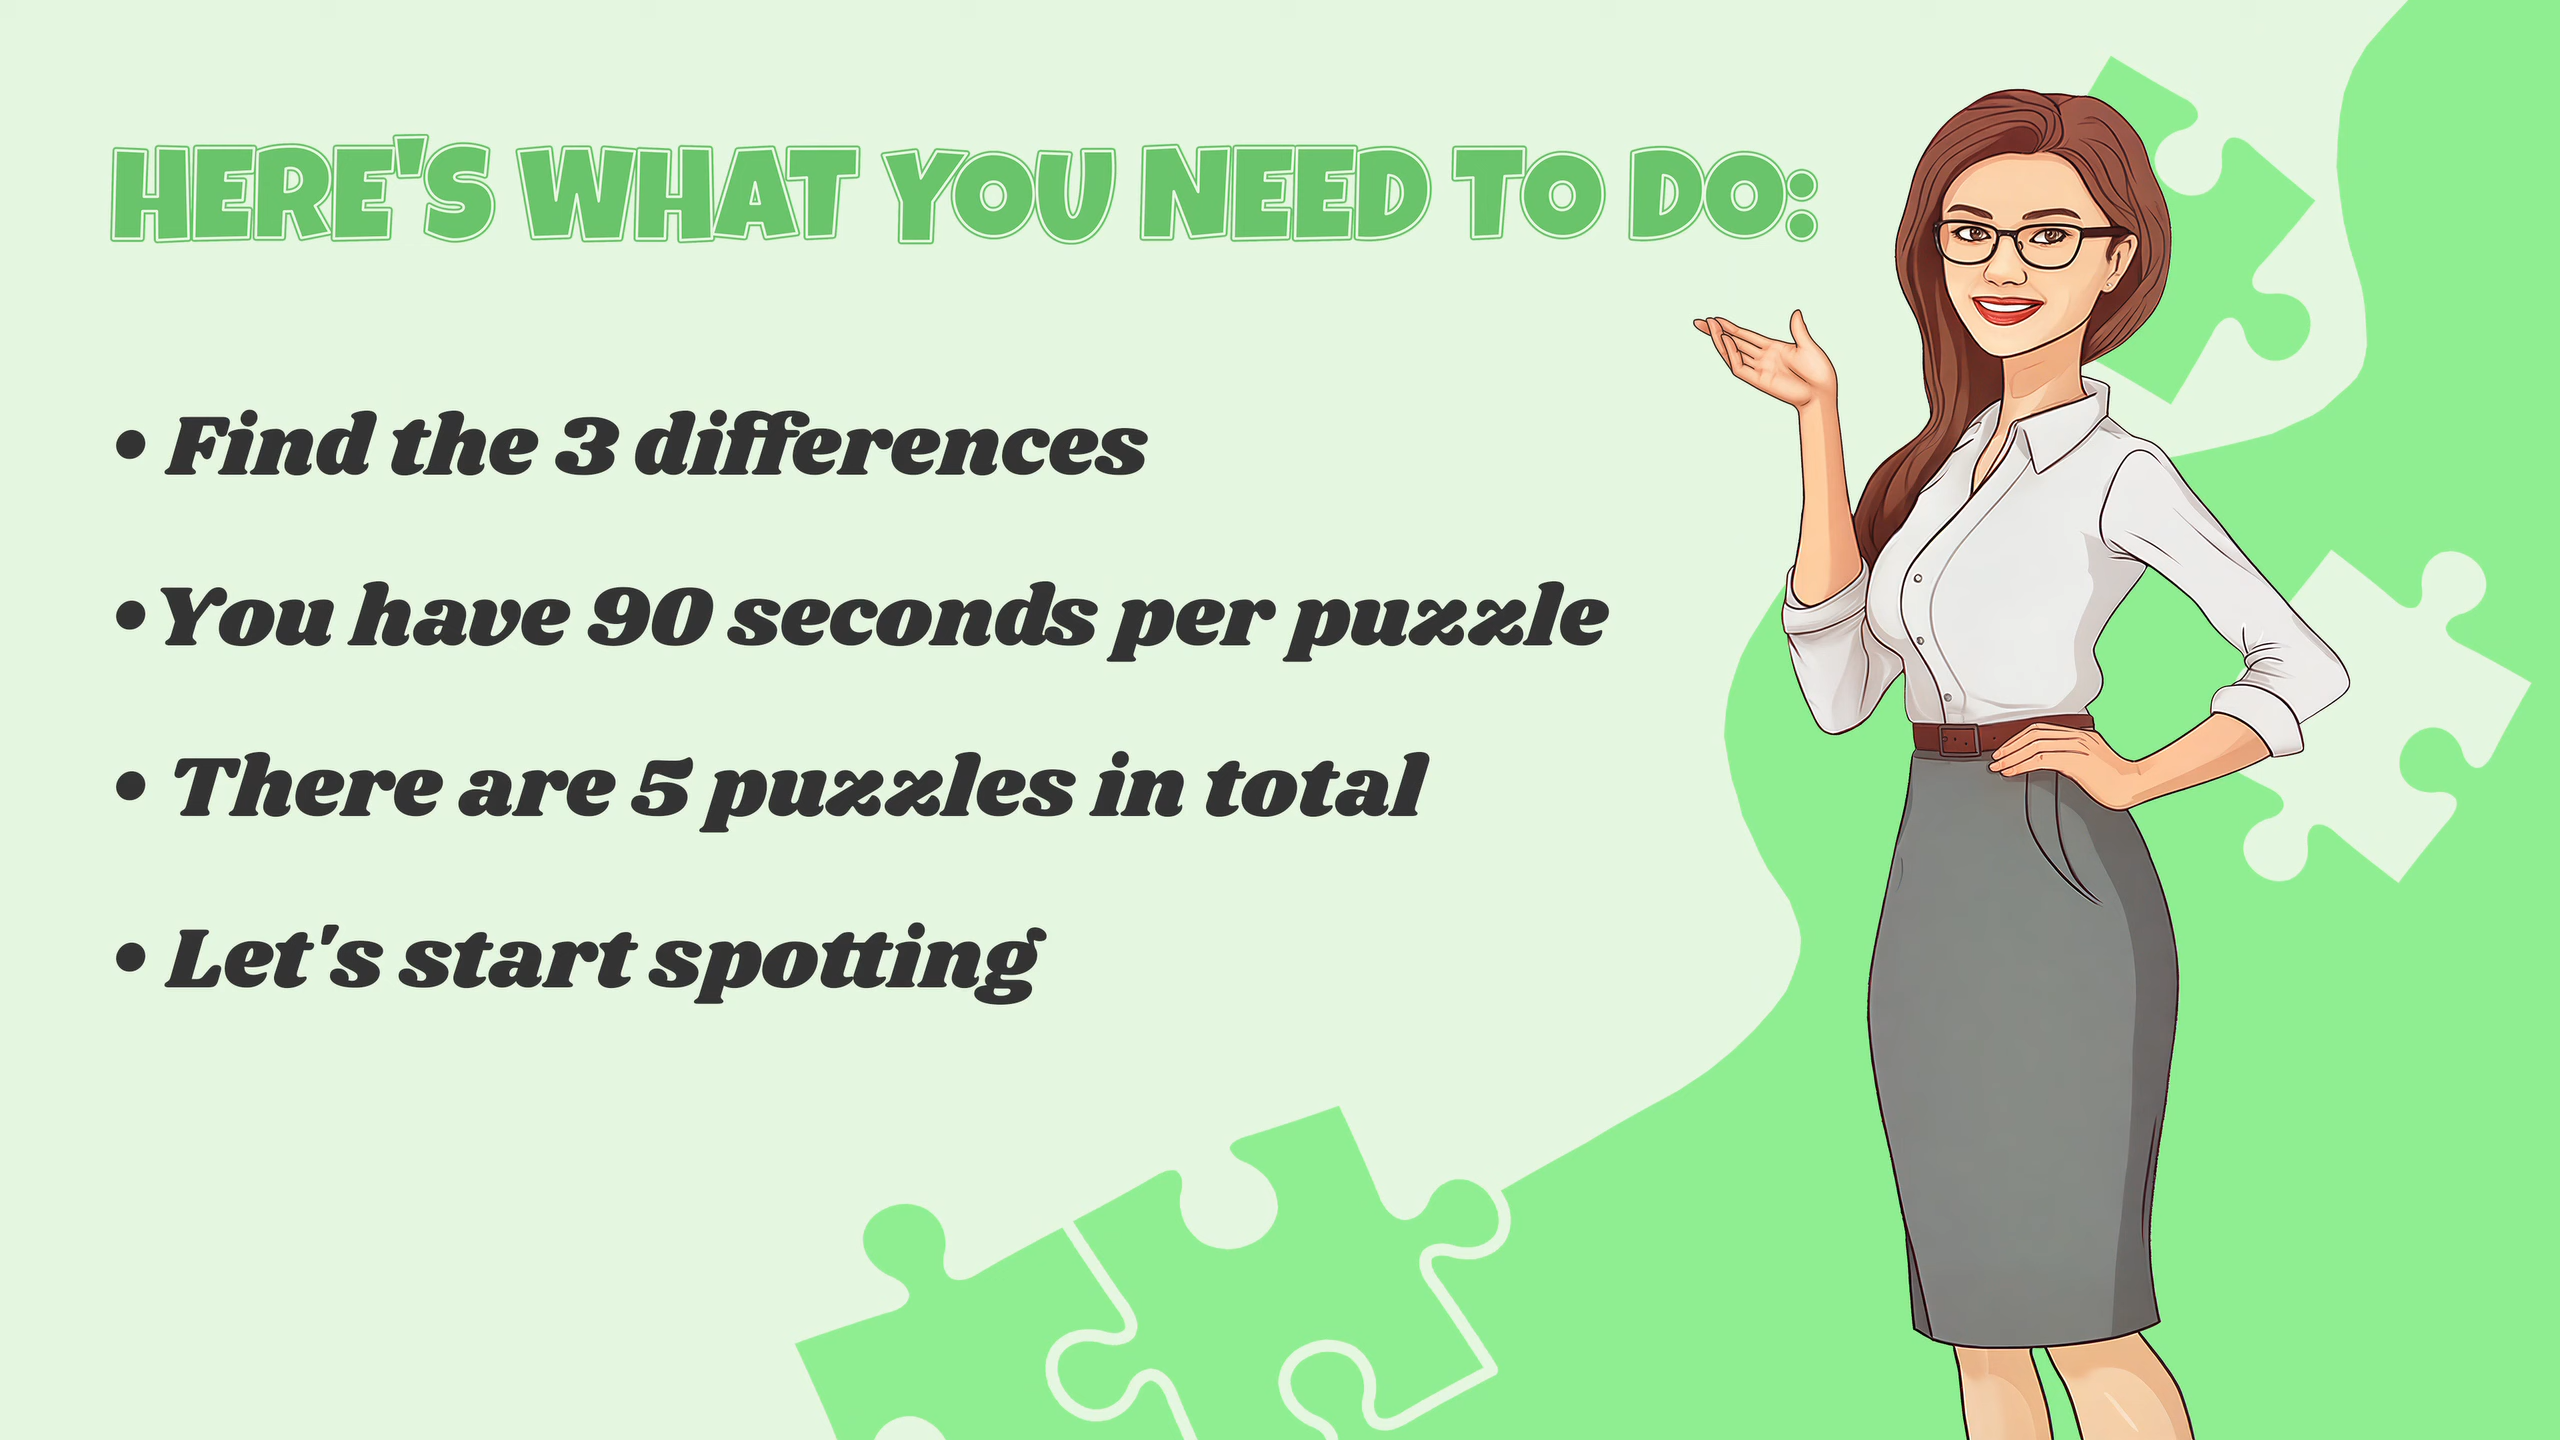 HERE'S WHAT YOU NEED TO DO:
• Find the 3 differences
• You have 90 seconds per puzzle
• There are 5 puzzles in total
• Let's start spotting